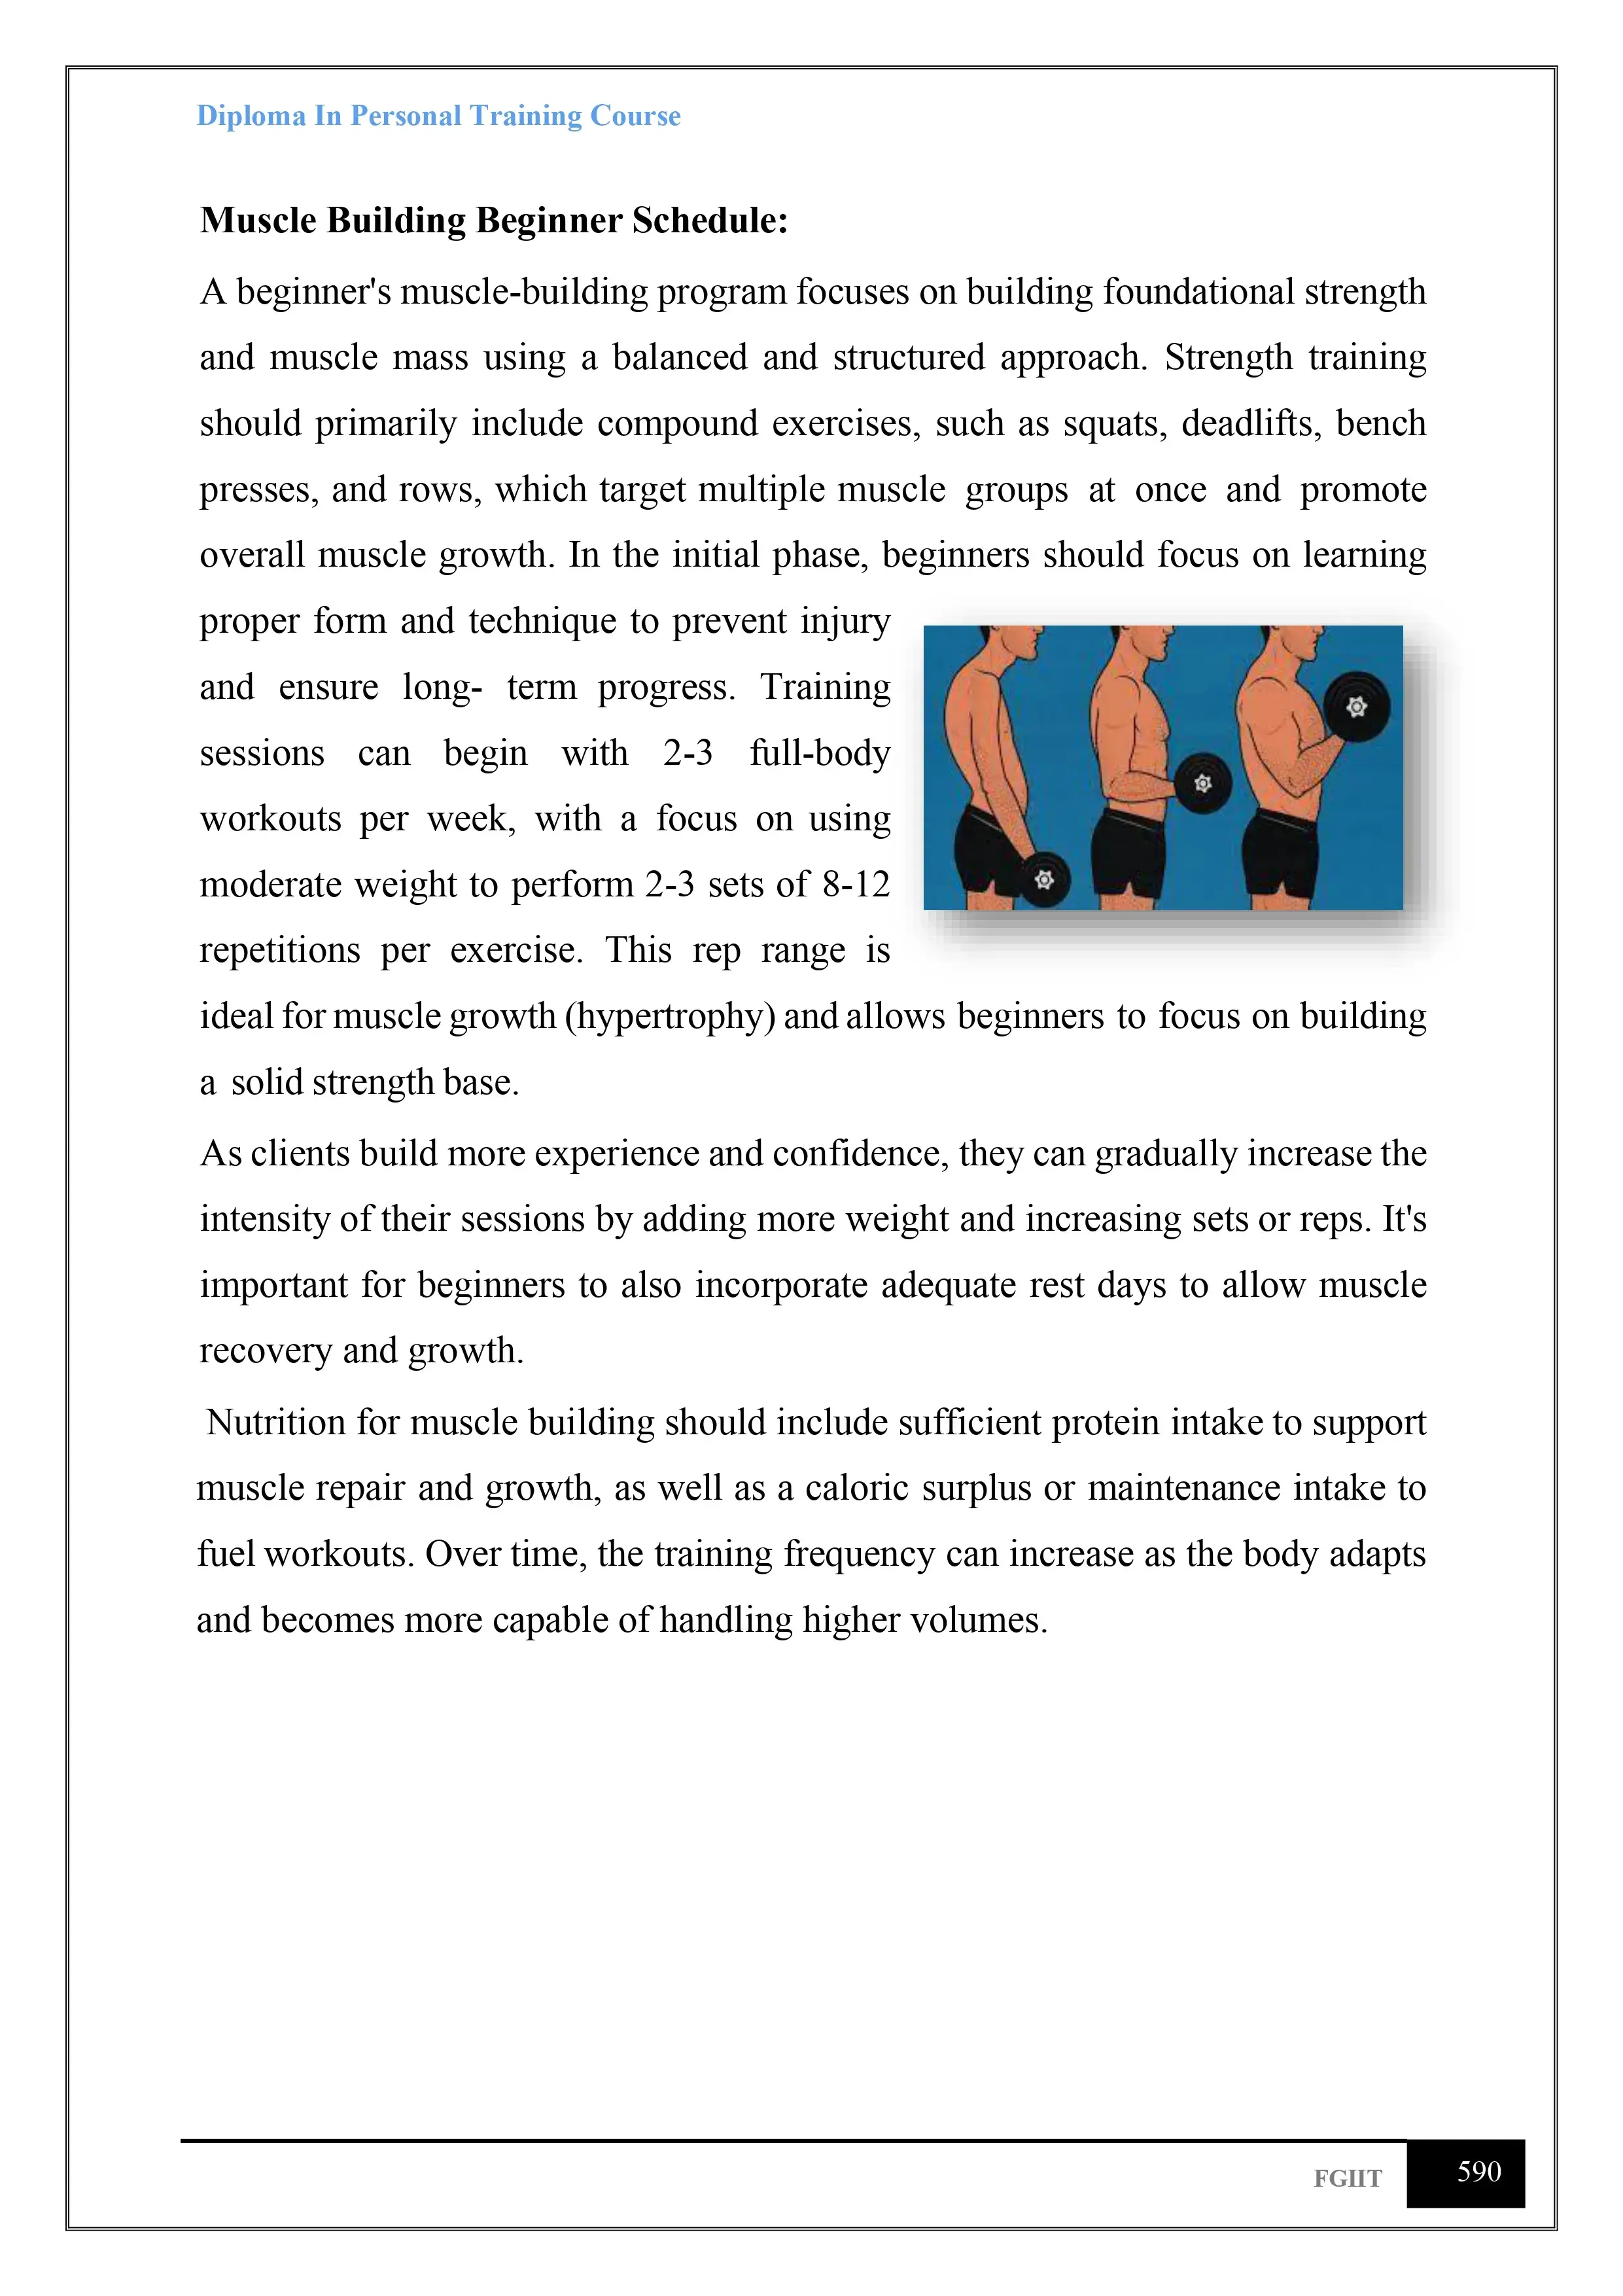 Diploma In Personal Training Course
Muscle Building Beginner Schedule:
A beginner's muscle-building program focuses on building foundational strength
and muscle mass using a balanced and structured approach. Strength training
should primarily include compound exercises, such as squats, deadlifts, bench
presses, and rows, which target multiple muscle groups at once and promote
overall muscle growth. In the initial phase, beginners should focus on learning
proper form and technique to prevent injury
and ensure long- term progress. Training
sessions can begin with 2-3 full-body
workouts per week, with a focus on using
moderate weight to perform 2-3 sets of 8-12
repetitions per exercise. This rep range is
ideal for muscle growth (hypertrophy) and allows beginners to focus on building
a solid strength base.
As clients build more experience and confidence, they can gradually increase the
intensity of their sessions by adding more weight and increasing sets or reps. It's
important for beginners to also incorporate adequate rest days to allow muscle
recovery and growth.
Nutrition for muscle building should include sufficient protein intake to support
muscle repair and growth, as well as a caloric surplus or maintenance intake to
fuel workouts. Over time, the training frequency can increase as the body adapts
and becomes more capable of handling higher volumes.
FGIIT
590